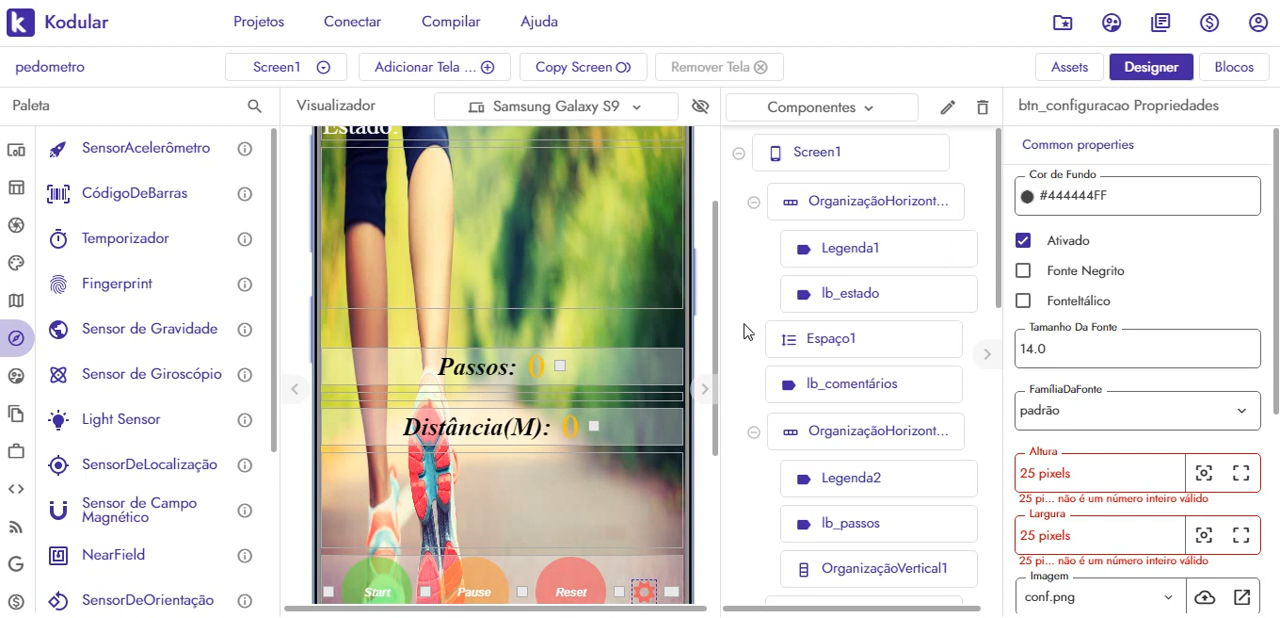 Kodular
Projetos
Conectar
Compilar
Ajuda
pedometro
Screen1
Adicionar Tela ...
Copy Screen
Remover Tela
Assets
Designer
Blocos
Paleta
Visualizador
Samsung Galaxy S9
Componentes
btn_configuracao Propriedades
SensorAcelerômetro
CódigoDeBarras
Temporizador
Fingerprint
Sensor de Gravidade
Sensor de Giroscópio
Light Sensor
SensorDeLocalização
Sensor de Campo
Magnético
NearField
SensorDeOrientação
Estado:
Passos: 0
Distância(M): 0
Start
Pause
Reset
Screen1
OrganizaçãoHorizont...
Legenda1
lb_estado
Espaço1
lb_comentários
OrganizaçãoHorizont...
Legenda2
lb_passos
OrganizaçãoVertical1
Common properties
Cor de Fundo
#444444FF
Ativado
Fonte Negrito
FonteItálico
Tamanho Da Fonte
14.0
FamíliaDaFonte
padrão
Altura
25 pixels
25 pi... não é um número inteiro válido
Largura
25 pixels
25 pi... não é um número inteiro válido
Imagem
conf.png